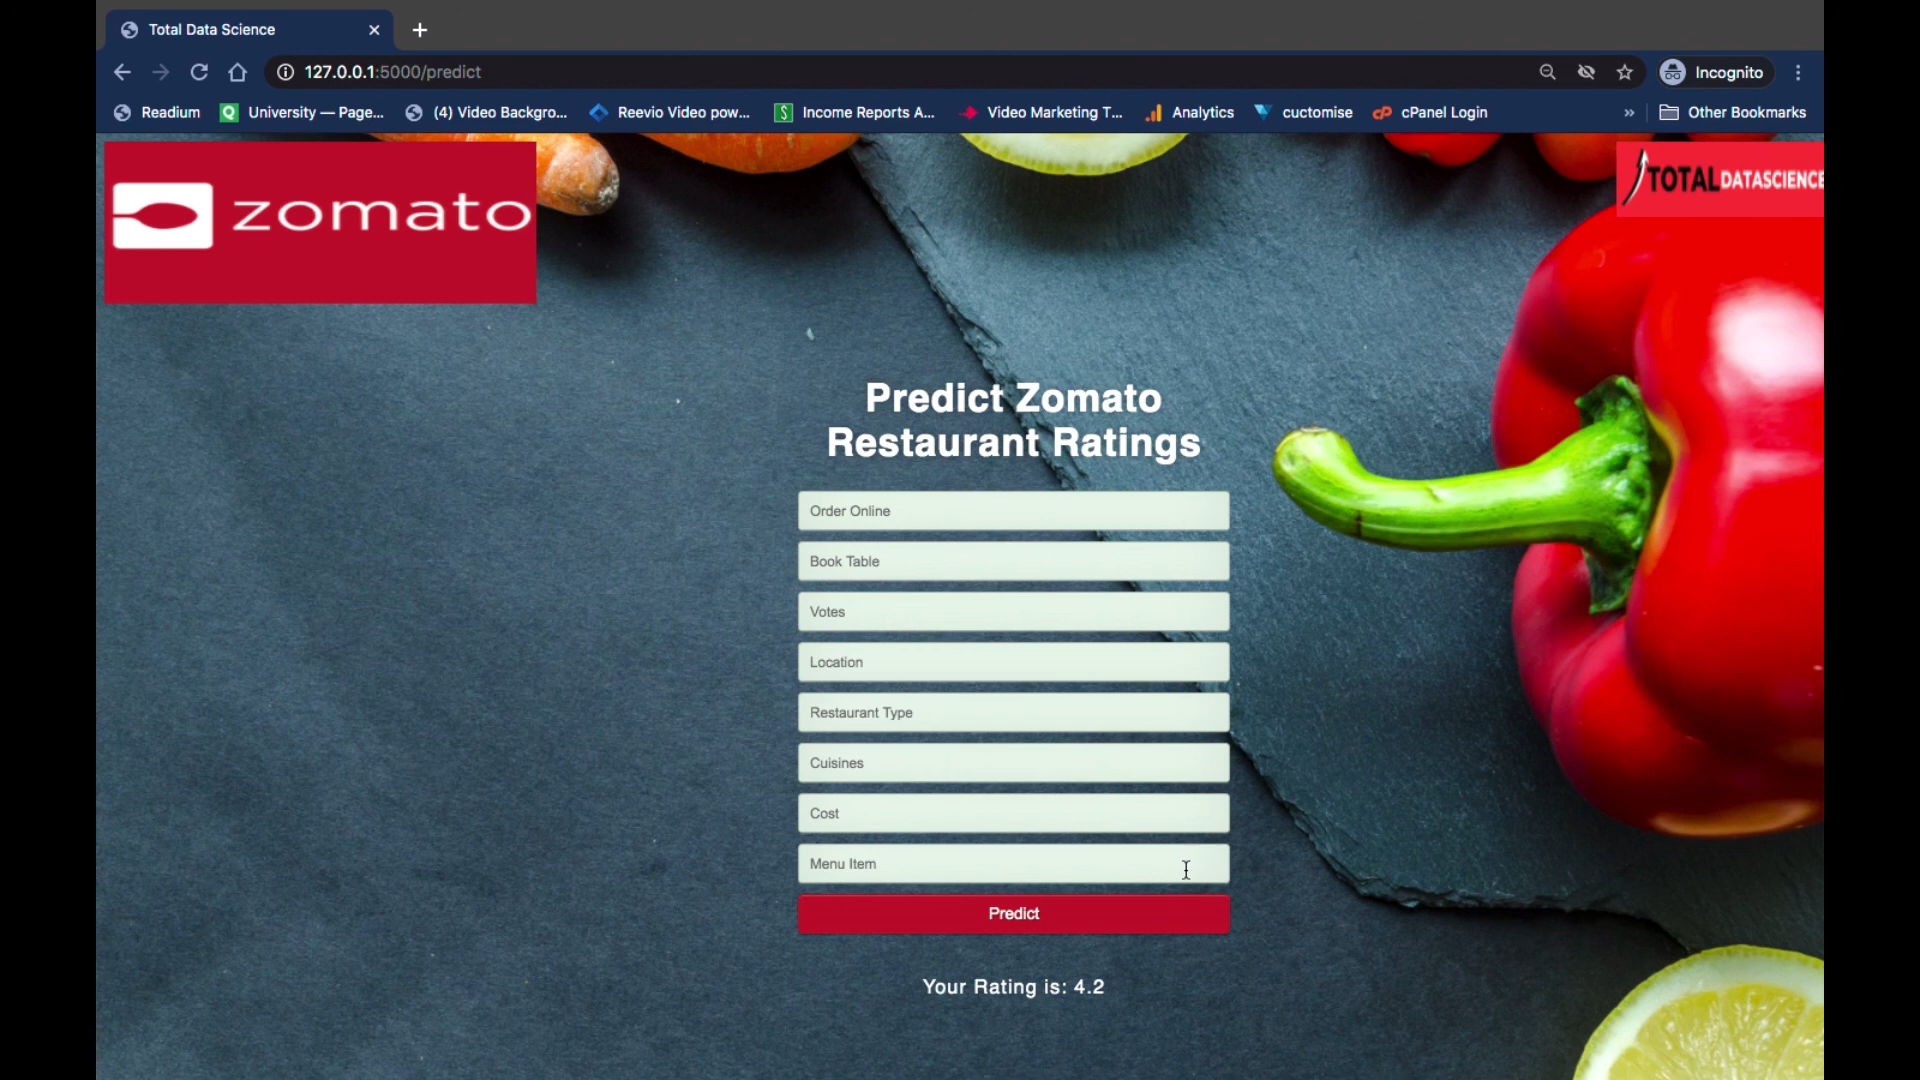 Total Data Science
127.0.0.1:5000/predict
Incognito
Readium
University — Page...
(4) Video Backgro...
Reevio Video pow...
Income Reports A...
Video Marketing T...
Analytics
cuctomise
cPanel Login
Other Bookmarks
zomato
TOTALDATASCIENCE
Predict Zomato
Restaurant Ratings
Order Online
Book Table
Votes
Location
Restaurant Type
Cuisines
Cost
Menu Item
Predict
Your Rating is: 4.2